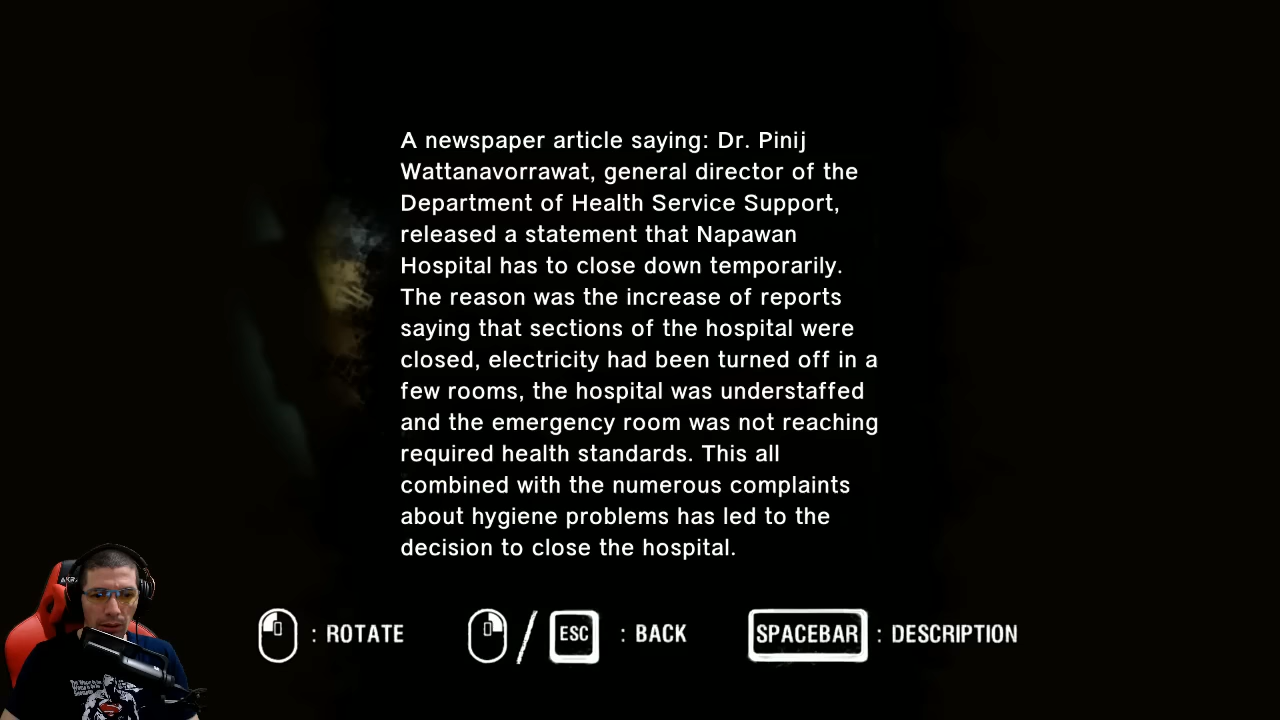 A newspaper article saying: Dr. Pinij
Wattanavorrawat, general director of the
Department of Health Service Support,
released a statement that Napawan
Hospital has to close down temporarily.
The reason was the increase of reports
saying that sections of the hospital were
closed, electricity had been turned off in a
few rooms, the hospital was understaffed
and the emergency room was not reaching
required health standards. This all
combined with the numerous complaints
about hygiene problems has led to the
decision to close the hospital.
: ROTATE / ESC : BACK SPACEBAR : DESCRIPTION